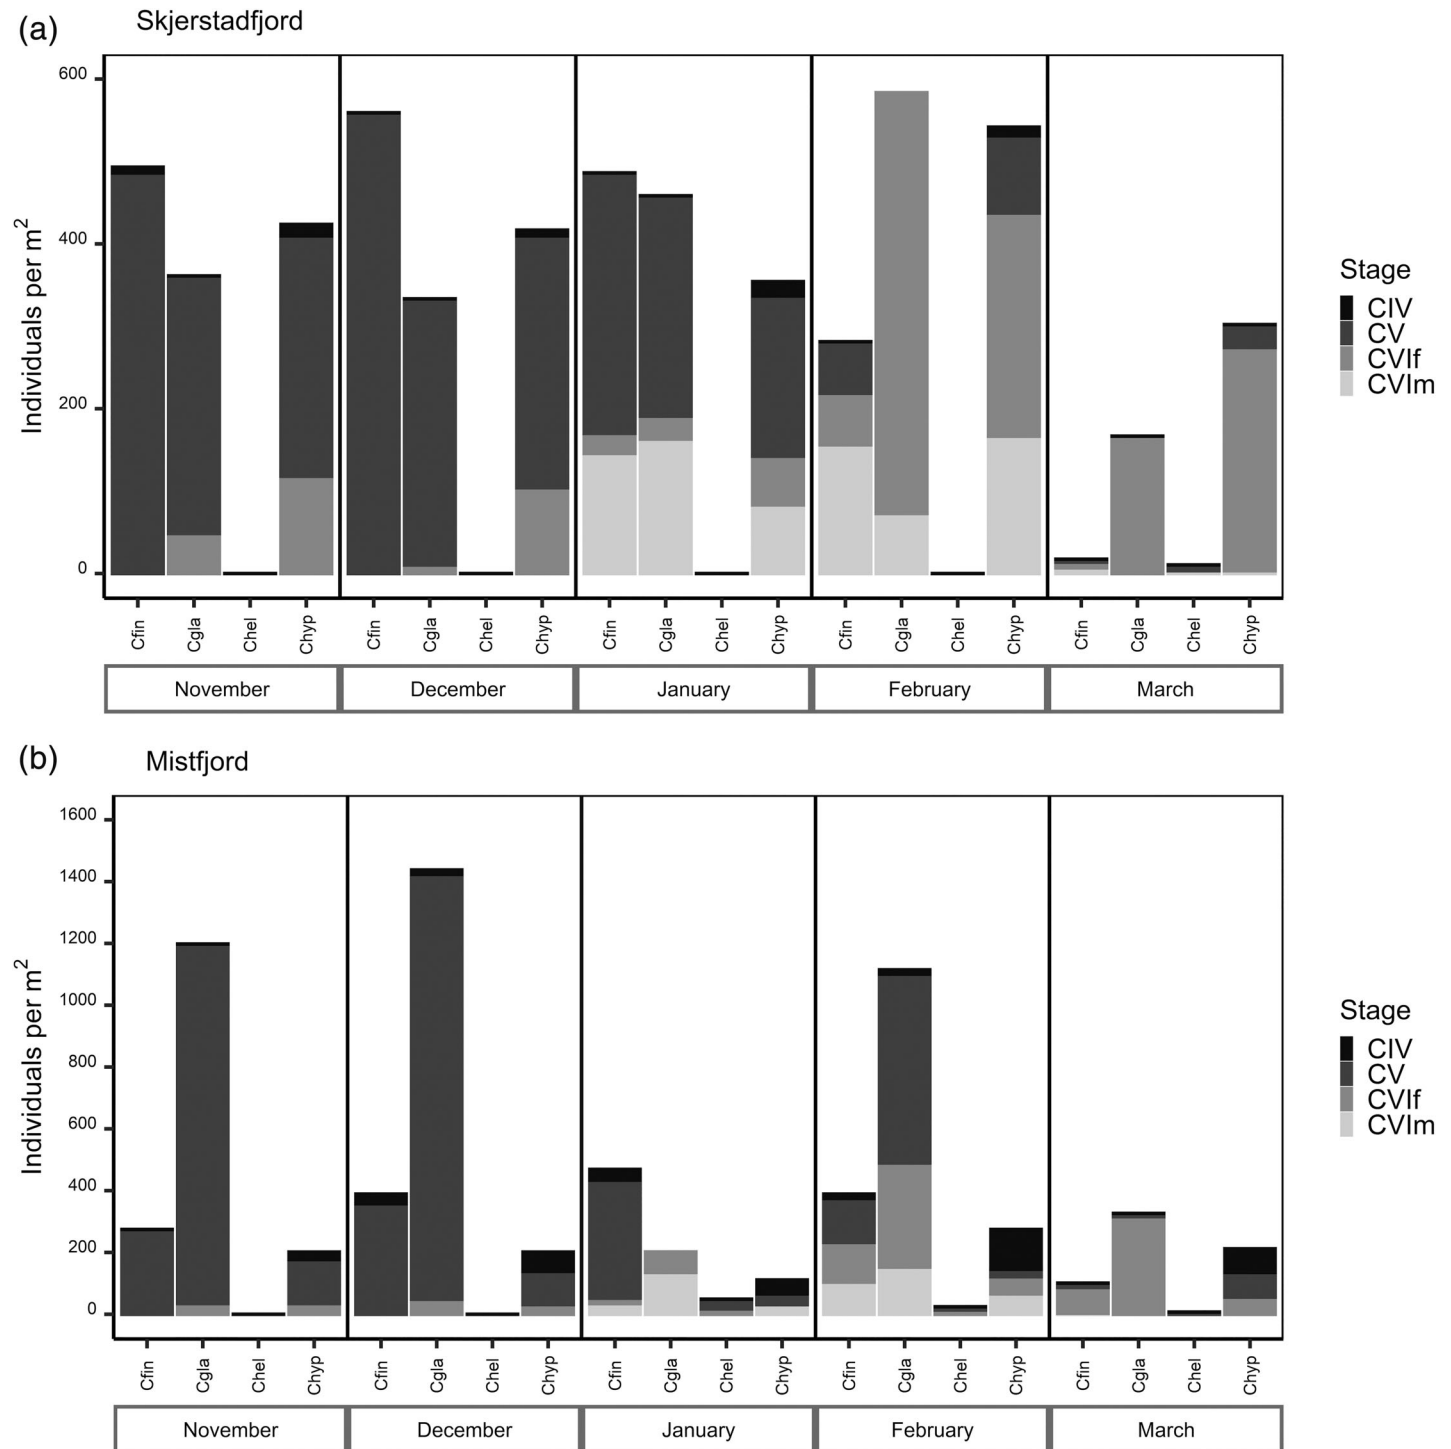 (a) Skjerstadfjord
600
400
200
0
Individuals per m2
Cfin Cgla Chel Chyp Cfin Cgla Chel Chyp Cfin Cgla Chel Chyp Cfin Cgla Chel Chyp Cfin Cgla Chel Chyp
November December January February March
Stage
CIV
CV
CVIf
CVIm
(b) Mistfjord
1600
1400
1200
1000
800
600
400
200
0
Individuals per m2
Cfin Cgla Chel Chyp Cfin Cgla Chel Chyp Cfin Cgla Chel Chyp Cfin Cgla Chel Chyp Cfin Cgla Chel Chyp
November December January February March
Stage
CIV
CV
CVIf
CVIm